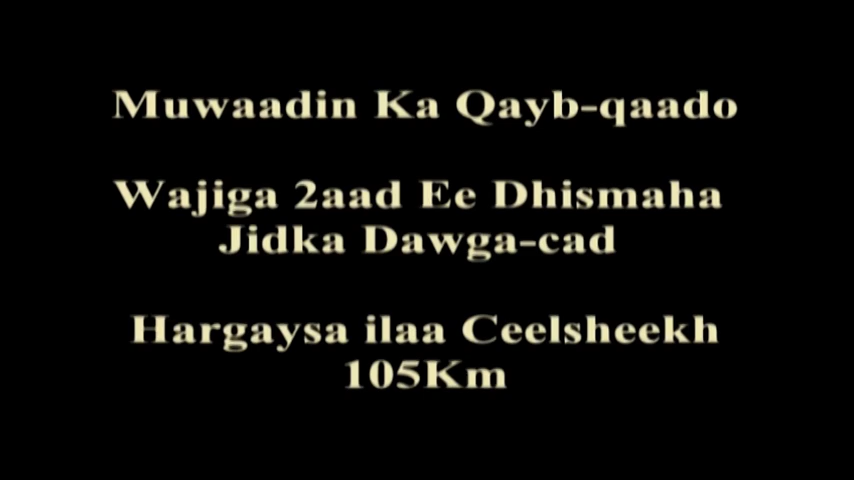 Muwaadin Ka Qayb-qaado
Wajiga 2aad Ee Dhismaha
Jidka Dawga-cad
Hargaysa ilaa Ceelsheekh
105Km